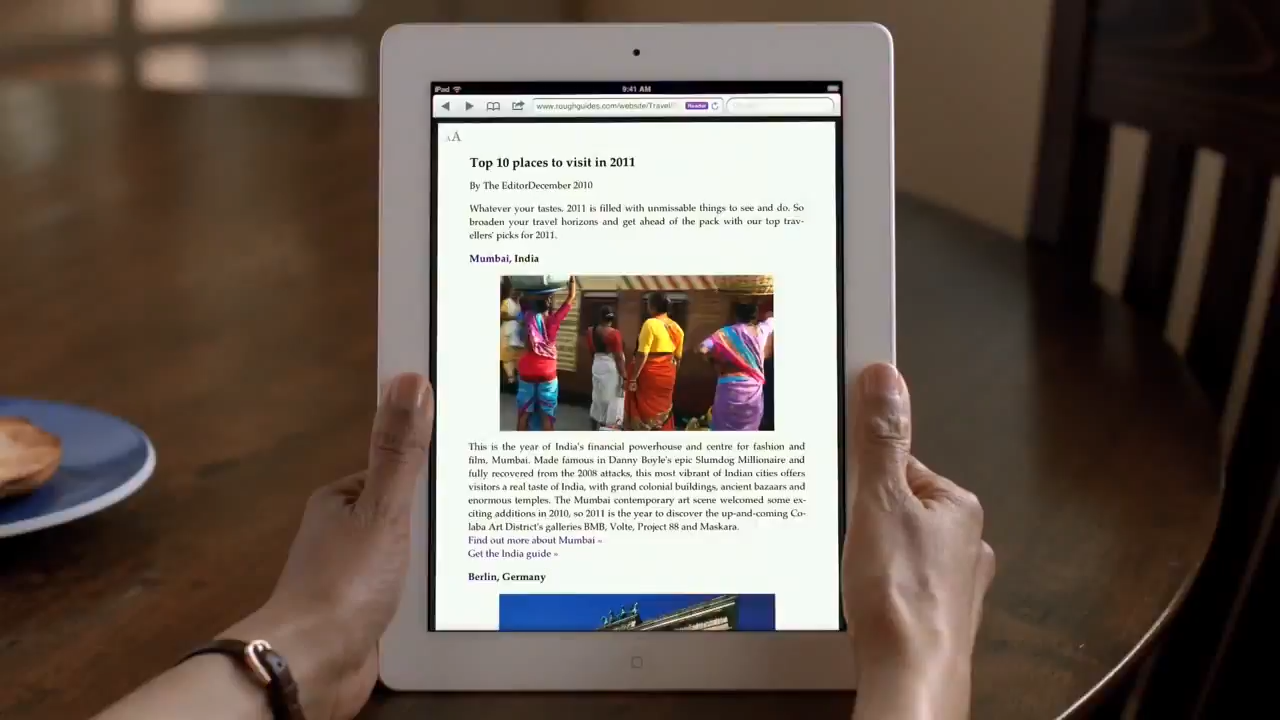 iPod
9:41 AM
www.roughguides.com/website/Travel/
Reader
AA
Top 10 places to visit in 2011
By The EditorDecember 2010
Whatever your tastes, 2011 is filled with unmissable things to see and do. So
broaden your travel horizons and get ahead of the pack with our top trav-
ellers' picks for 2011.
Mumbai, India
This is the year of India's financial powerhouse and centre for fashion and
film, Mumbai. Made famous in Danny Boyle's epic Slumdog Millionaire and
fully recovered from the 2008 attacks, this most vibrant of Indian cities offers
visitors a real taste of India, with grand colonial buildings, ancient bazaars and
enormous temples. The Mumbai contemporary art scene welcomed some ex-
citing additions in 2010, so 2011 is the year to discover the up-and-coming Co-
laba Art District's galleries BMB, Volte, Project 88 and Maskara.
Find out more about Mumbai »
Get the India guide »
Berlin, Germany